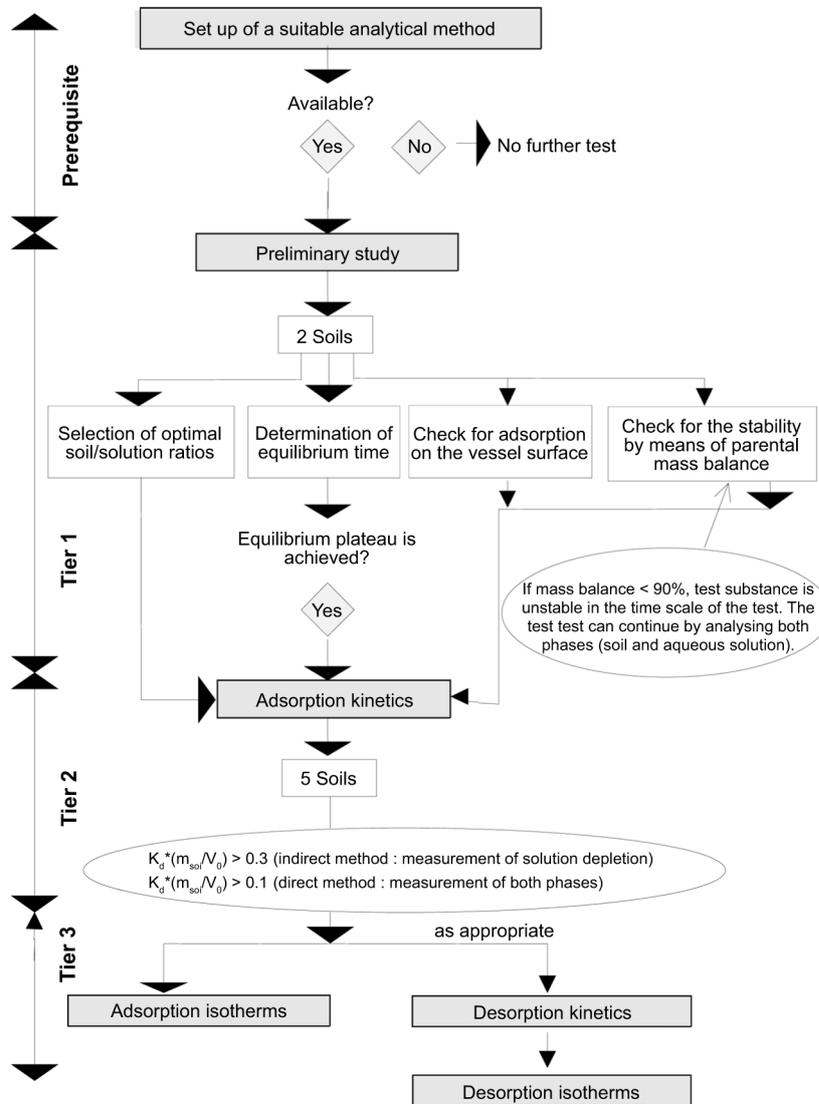 Set up of a suitable analytical method
Prerequisite
Available?
Yes
No
No further test
Preliminary study
2 Soils
Tier 1
Selection of optimal
soil/solution ratios
Determination of
equilibrium time
Check for adsorption
on the vessel surface
Check for the stability
by means of parental
mass balance
Equilibrium plateau is
achieved?
Yes
If mass balance < 90%, test substance is
unstable in the time scale of the test. The
test test can continue by analysing both
phases (soil and aqueous solution).
Adsorption kinetics
Tier 2
5 Soils
K_d*(m_soil/V_0) > 0.3 (indirect method : measurement of solution depletion)
K_d*(m_soil/V_0) > 0.1 (direct method : measurement of both phases)
Tier 3
as appropriate
Adsorption isotherms
Desorption kinetics
Desorption isotherms